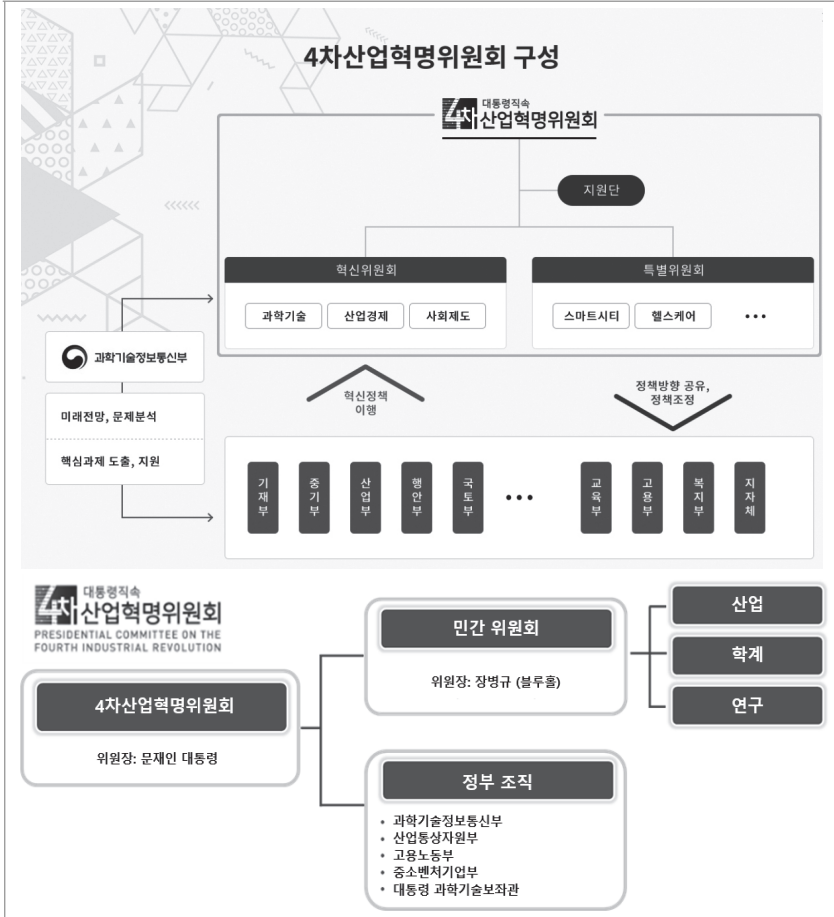 4차산업혁명위원회 구성
대통령직속
4차산업혁명위원회
지원단
혁신위원회
특별위원회
과학기술
산업경제
사회제도
스마트시티
헬스케어
•••
과학기술정보통신부
미래전망, 문제분석
핵심과제 도출, 지원
혁신정책
이행
정책방향 공유,
정책조정
기재부
중기부
산업부
행안부
국토부
•••
교육부
고용부
복지부
지자체
대통령직속
4차산업혁명위원회
PRESIDENTIAL COMMITTEE ON THE
FOURTH INDUSTRIAL REVOLUTION
4차산업혁명위원회
위원장: 문재인 대통령
민간 위원회
위원장: 장병규 (블루홀)
산업
학계
연구
정부 조직
• 과학기술정보통신부
• 산업통상자원부
• 고용노동부
• 중소벤처기업부
• 대통령 과학기술보좌관